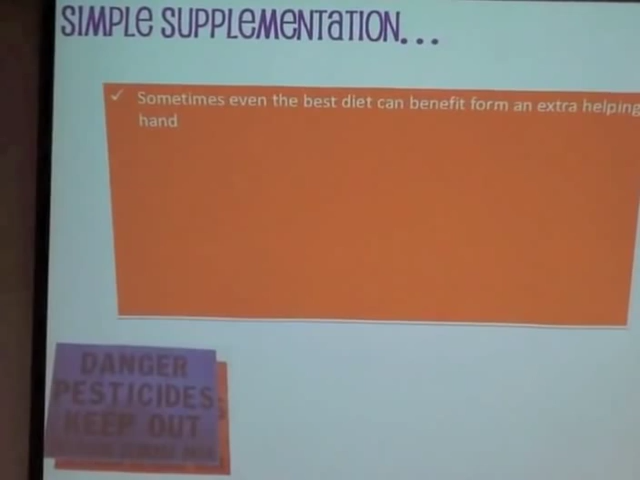 SIMPLE SUPPLEMENTATION...
✓ Sometimes even the best diet can benefit form an extra helping
hand
DANGER
PESTICIDES
KEEP OUT